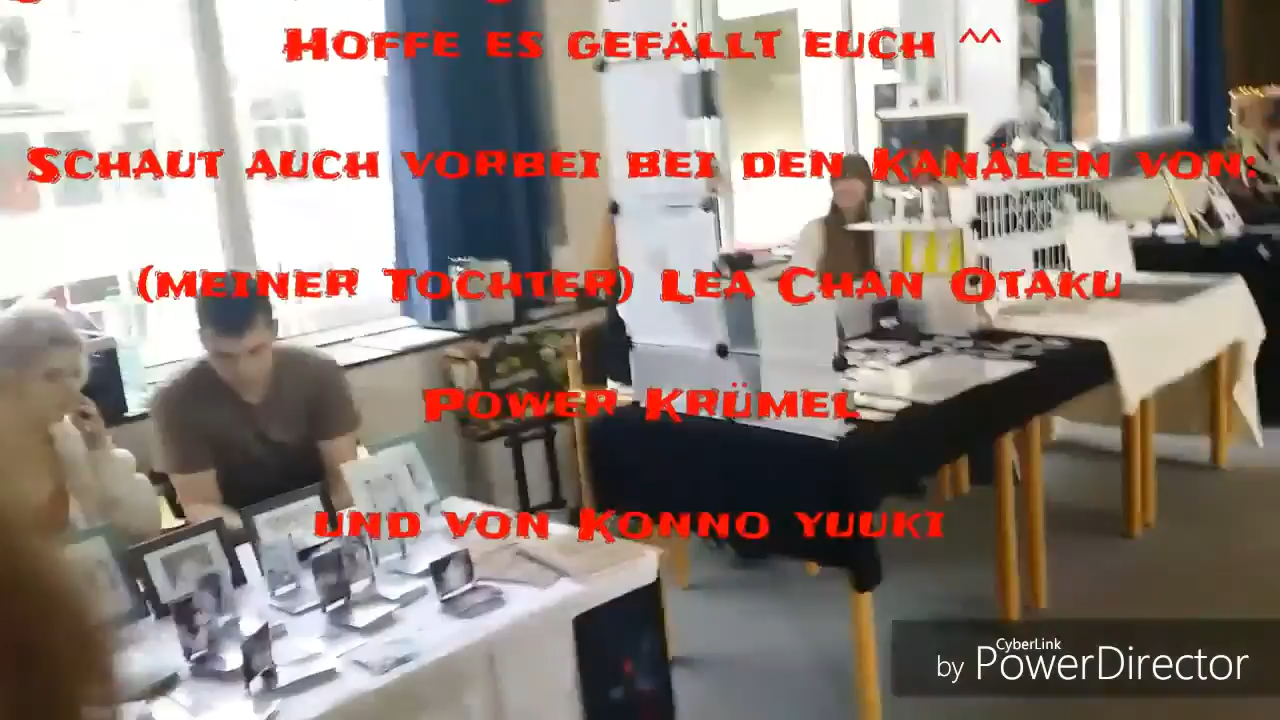 Hoffe es gefällt euch ^^
Schaut auch vorbei bei den Kanälen von:
(meiner Tochter) Lea Chan Otaku
Power Krümel
und von Konno yuuki
CyberLink
by PowerDirector